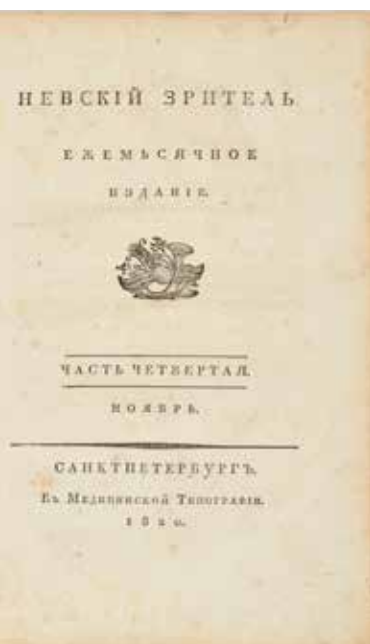 НЕВСКІЙ ЗРИТЕЛЬ
ЕЖЕМѢСЯЧНОЕ
ИЗДАНІЕ.
ЧАСТЬ ЧЕТВЕРТАЯ.
НОЯБРЬ.
САНКТПЕТЕРБУРГЪ,
Въ Медицинской Типографіи.
1820.